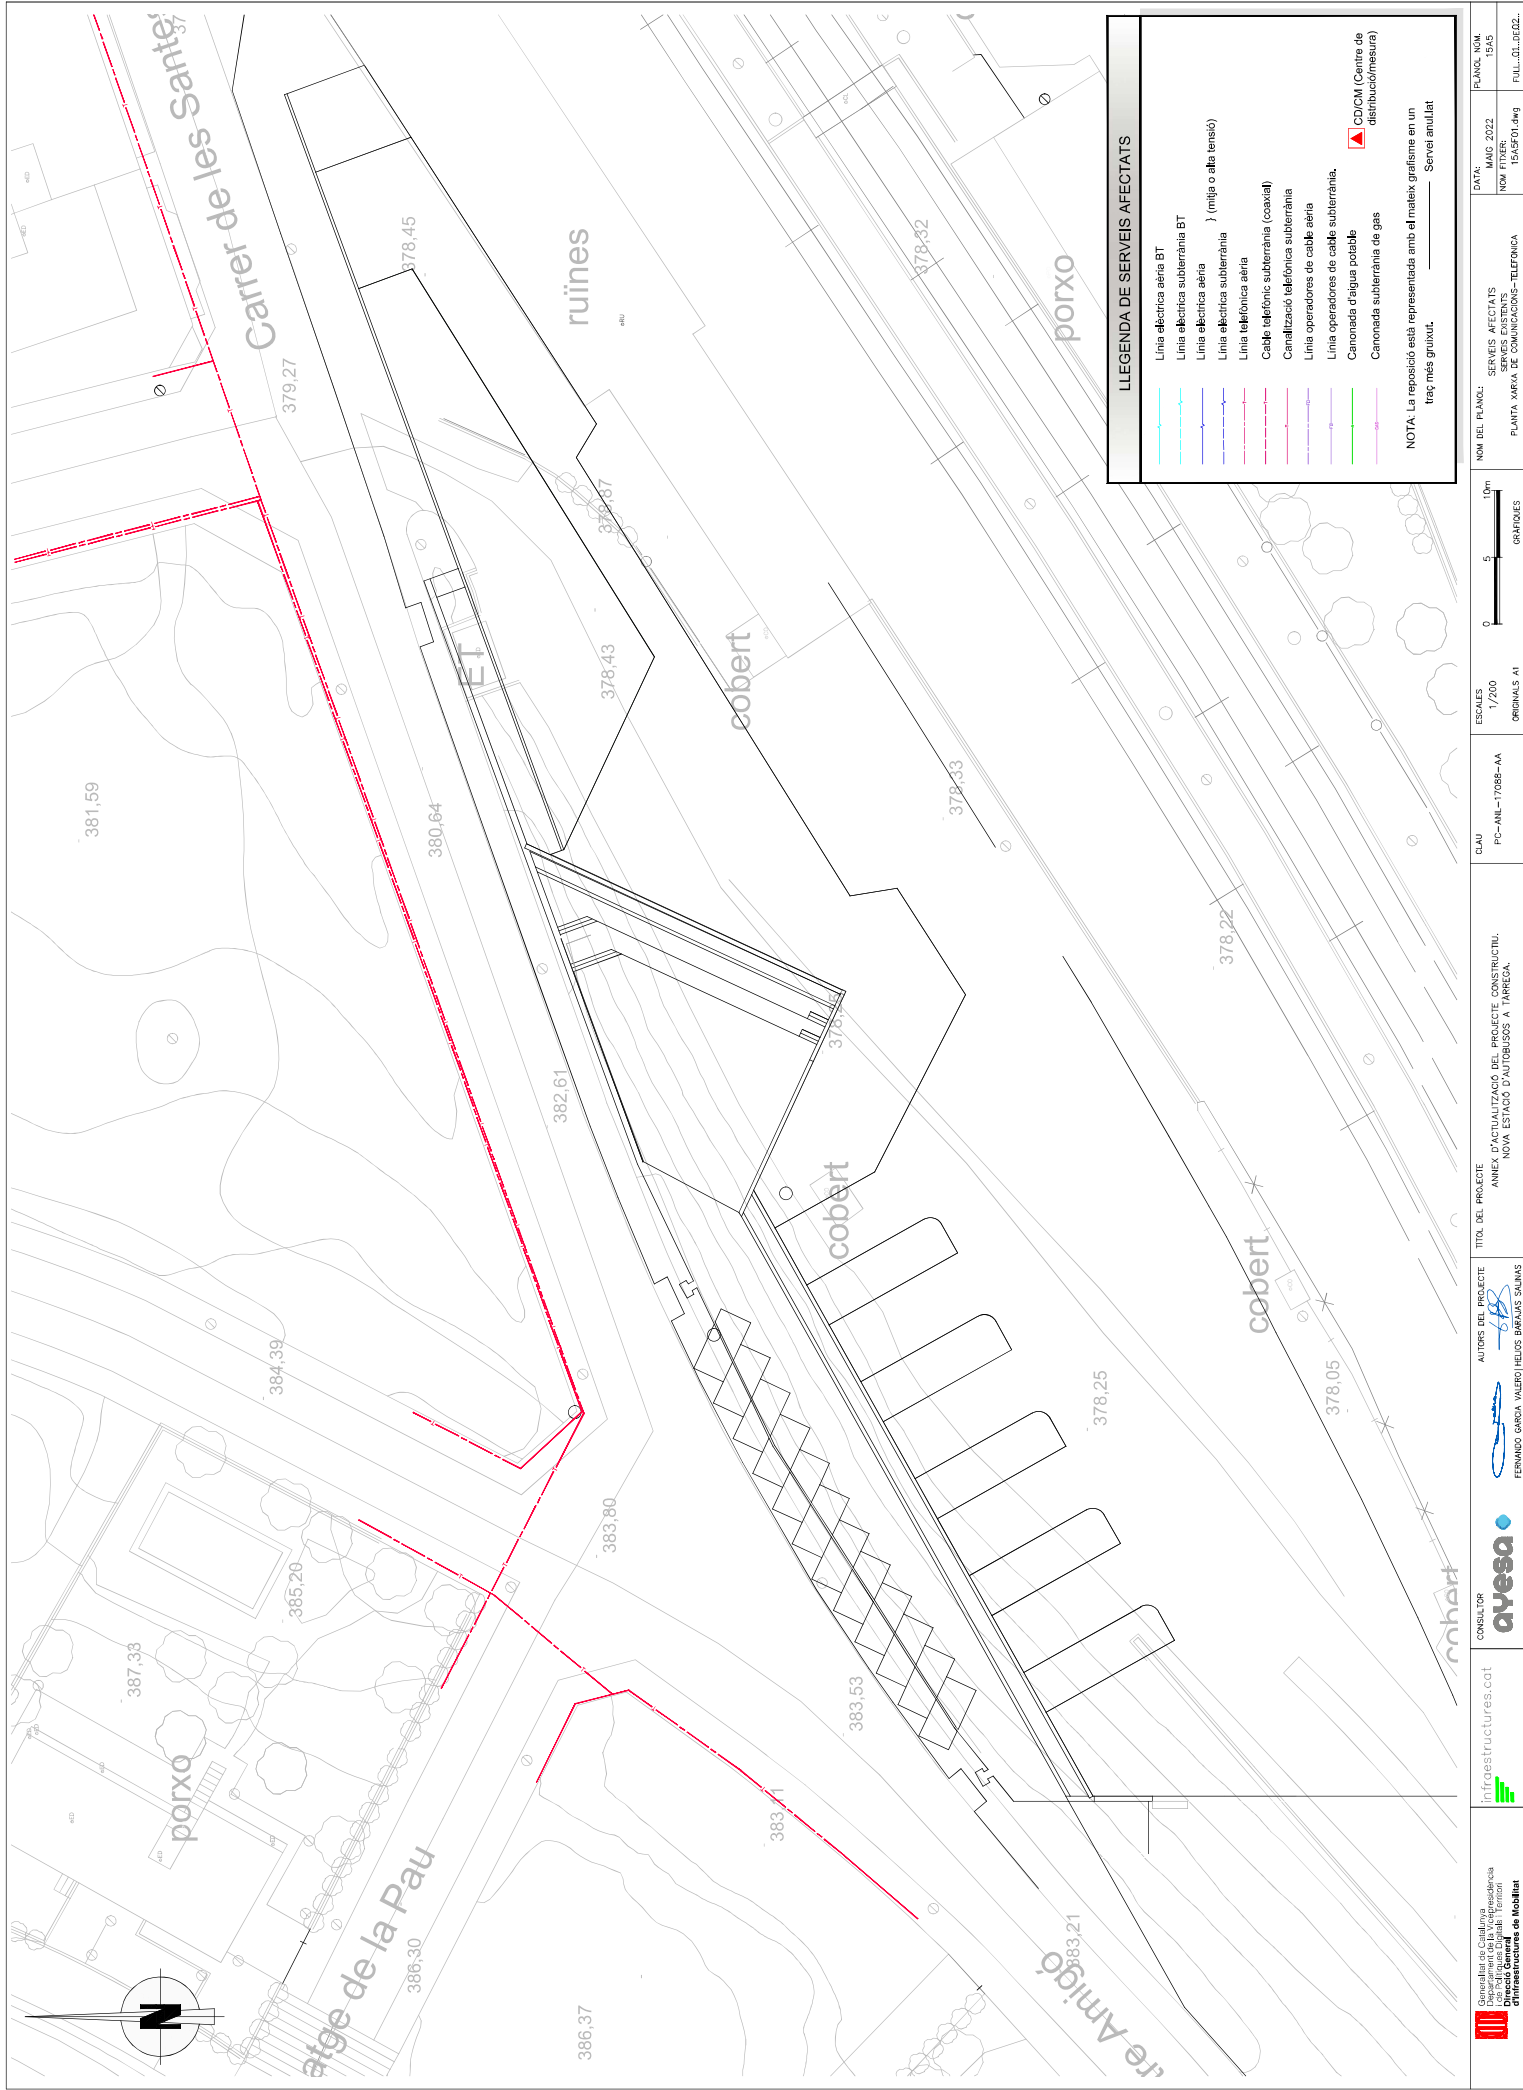 Carrer de les Santes
379,27
378,45
ruïnes
378,32
porxo
378,87
378,43
ET
cobert
378,33
381,59
380,64
382,61
378,22
cobert
cobert
378,25
378,05
384,39
383,80
385,20
387,33
porxo
383,53
cobert
atge de la Pau
386,30
386,37
383,21
re Amigó
N
LLEGENDA DE SERVEIS AFECTATS
Línia elèctrica aèria BT
Línia elèctrica subterrània BT
Línia elèctrica aèria
} (mitja o alta tensió)
Línia elèctrica subterrània
Línia telefònica aèria
Cable telefònic subterrània (coaxial)
Canalització telefònica subterrània
Línia operadores de cable aèria
Línia operadores de cable subterrània.
Canonada d'aigua potable
Canonada subterrània de gas
CD/CM (Centre de
distribució/mesura)
NOTA: La reposició està representada amb el mateix grafisme en un
traç més gruixut.
Servei anul.lat
Generalitat de Catalunya
Departament de la Vicepresidència
i de Polítiques Digitals i Territori
Direcció General
d'Infraestructures de Mobilitat
infraestructures.cat
CONSULTOR
ayesa
AUTORS DEL PROJECTE
FERNANDO GARCIA VALERO | HELIOS BARAJAS SALINAS
TITOL DEL PROJECTE
ANNEX D'ACTUALITZACIÓ DEL PROJECTE CONSTRUCTIU.
NOVA ESTACIÓ D'AUTOBUSOS A TÀRREGA.
CLAU
PC-ANL-17088-AA
ESCALES
1/200
ORIGINALS A1
0 5 10m
GRÀFIQUES
NOM DEL PLÀNOL:
SERVEIS AFECTATS
SERVEIS EXISTENTS
PLANTA XARXA DE COMUNICACIONS-TELEFONICA
DATA:
MAIG 2022
NOM FITXER:
15A5F01.dwg
PLÀNOL NÚM.
15A5
FULL..01..DE02..